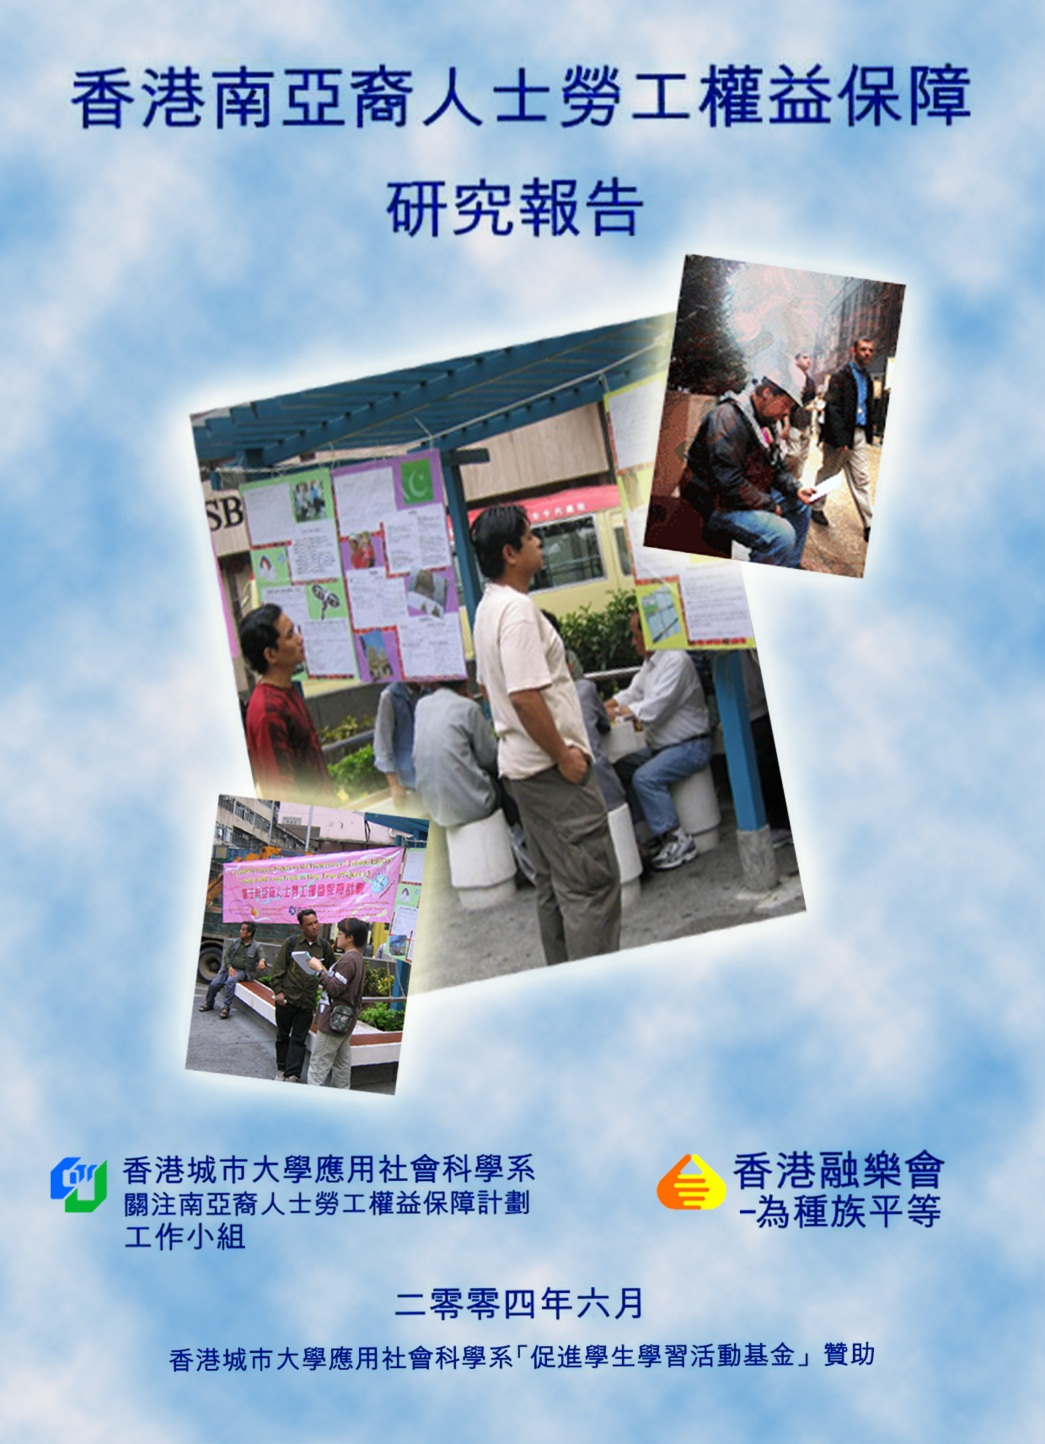 香港南亞裔人士勞工權益保障
研究報告
SB
香港城市大學應用社會科學系
關注南亞裔人士勞工權益保障計劃
工作小組
香港融樂會
-為種族平等
二零零四年六月
香港城市大學應用社會科學系「促進學生學習活動基金」贊助